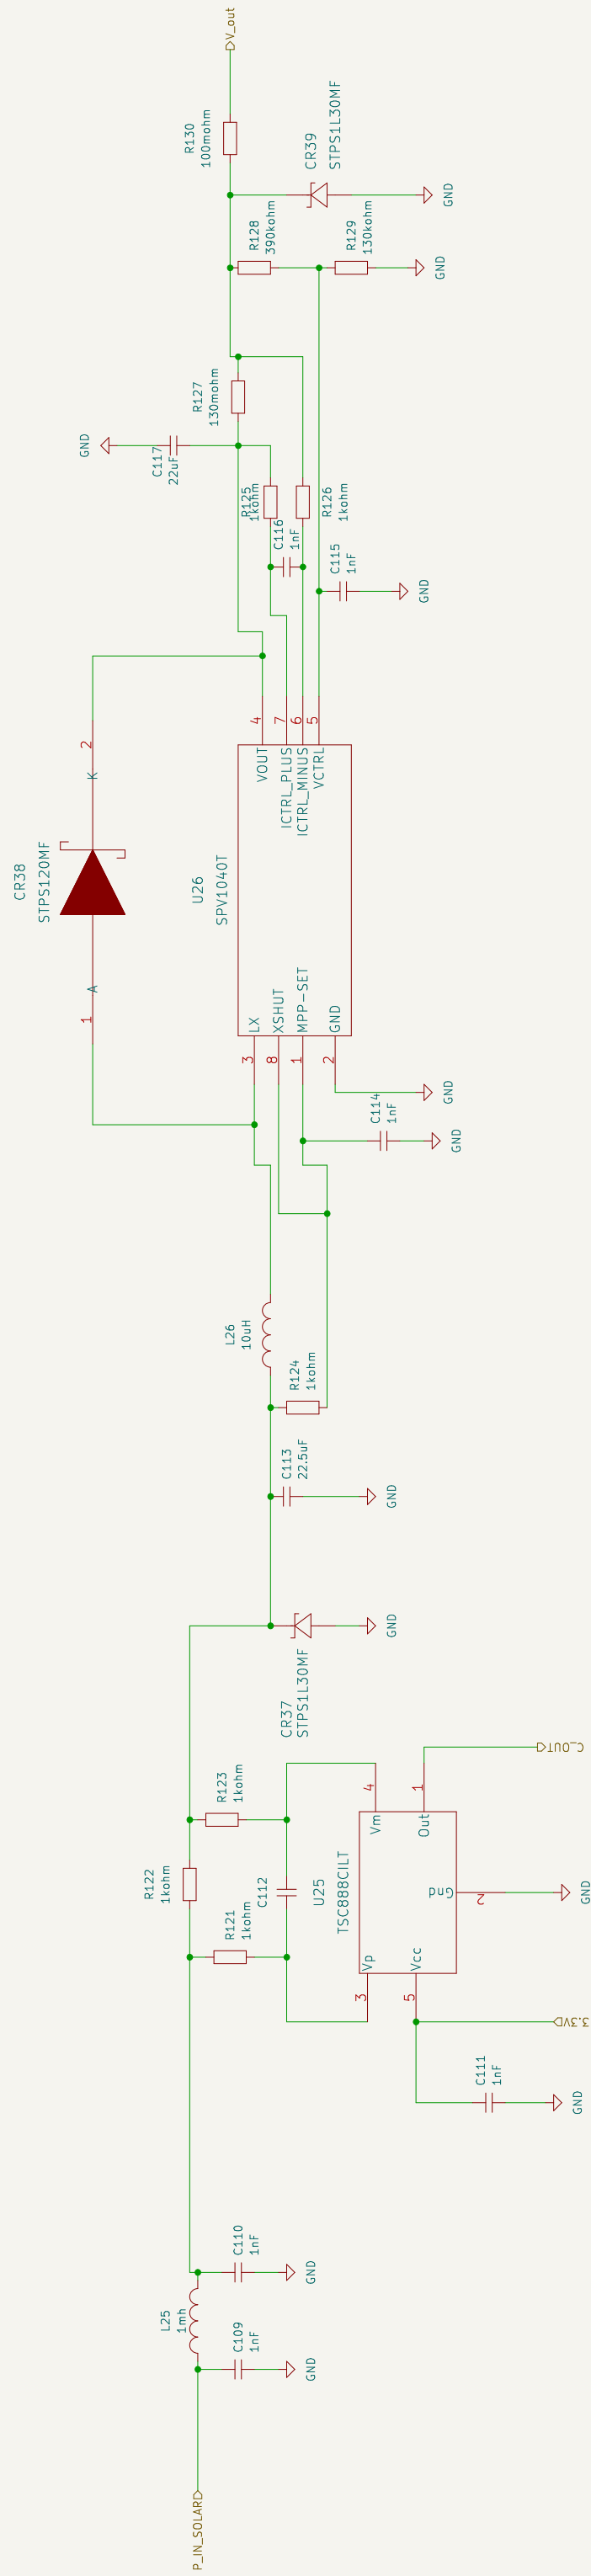 V_out
R130
100mohm
CR39
STPS1L30MF
GND
R128
390kohm
R129
130kohm
GND
R127
130mohm
GND
C117
22uF
R125
1kohm
R126
1kohm
C116
1nF
C115
1nF
GND
4
7
6
5
VOUT
ICTRL_PLUS
ICTRL_MINUS
VCTRL
2
K
CR38
STPS120MF
A
1
U26
SPV1040T
LX
XSHUT
MPP-SET
GND
3
8
1
2
GND
C114
1nF
GND
L26
10uH
R124
1kohm
C113
22.5uF
GND
GND
CR37
STPS1L30MF
C_OUT
R123
1kohm
4
1
Vm
Out
R122
1kohm
C112
U25
TSC888CILT
Gnd
2
GND
R121
1kohm
Vp
Vcc
3
5
3.3V
C111
1nF
GND
C110
1nF
GND
L25
1mh
C109
1nF
GND
P_IN_SOLAR